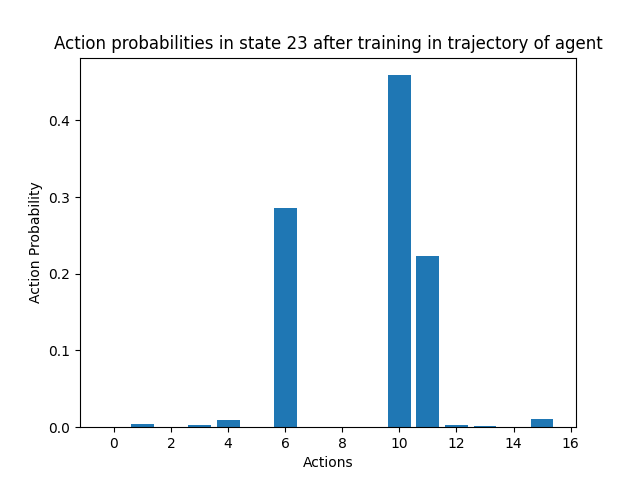 Action probabilities in state 23 after training in trajectory of agent
Action Probability
0.4
0.3
0.2
0.1
0.0
0 2 4 6 8 10 12 14 16
Actions